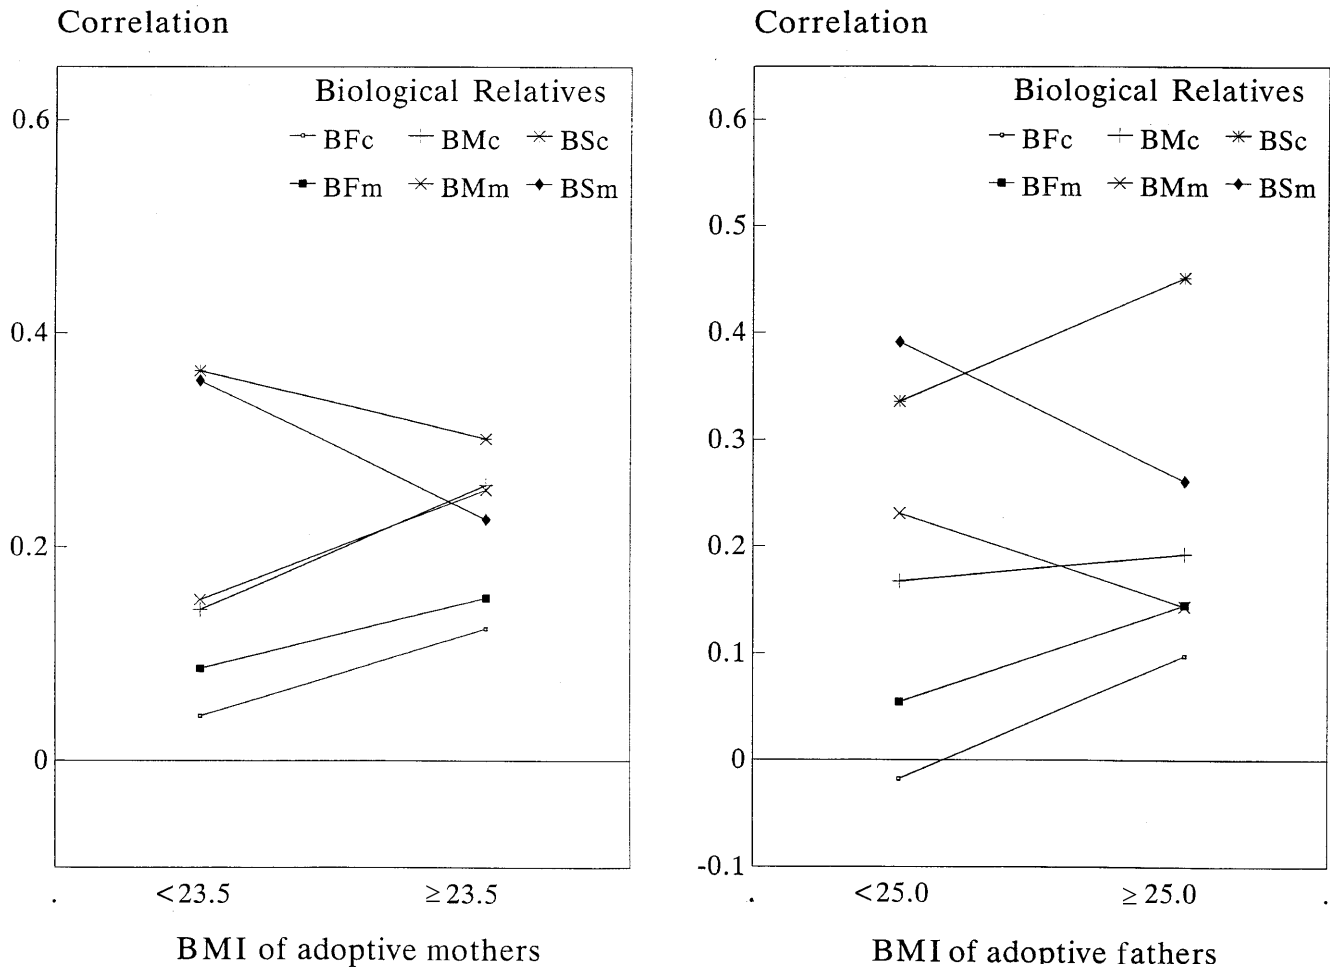 Correlation
Biological Relatives
BFc BMc BSc
BFm BMm BSm
0.6
0.4
0.2
0
<23.5 ≥23.5
BMI of adoptive mothers
Correlation
Biological Relatives
BFc BMc BSc
BFm BMm BSm
0.6
0.5
0.4
0.3
0.2
0.1
0
-0.1
<25.0 ≥25.0
BMI of adoptive fathers